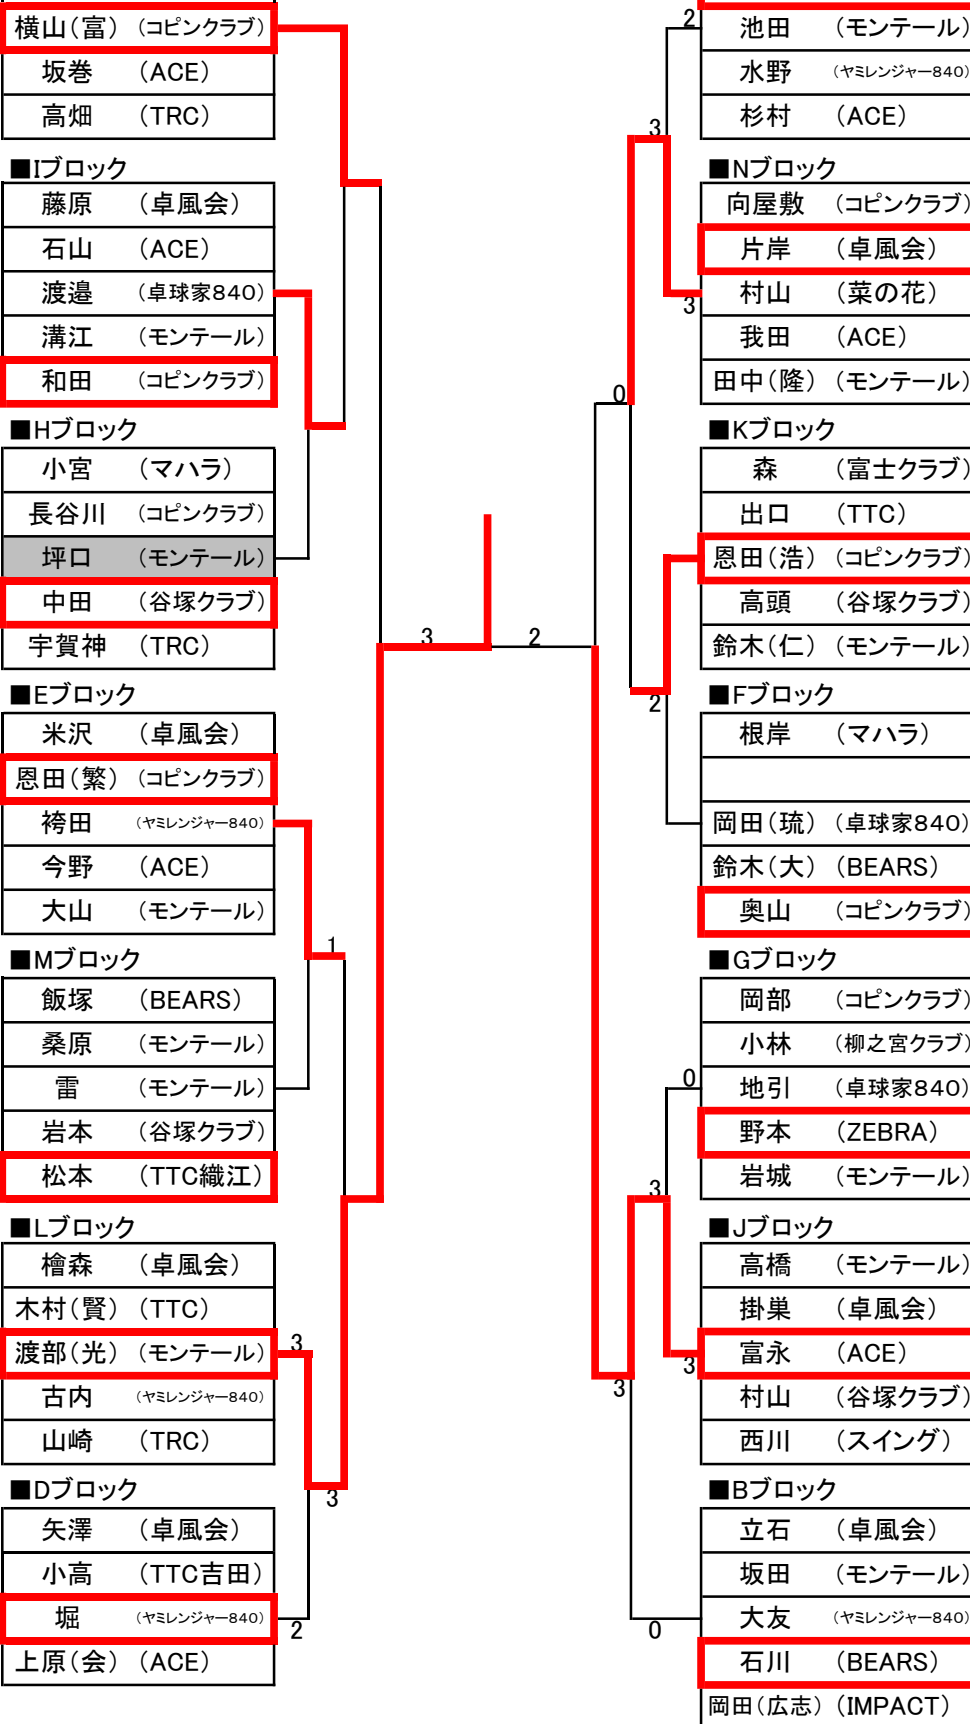 横山(富) (コピンクラブ)
坂巻 (ACE)
高畑 (TRC)
■Iブロック
藤原 (卓風会)
石山 (ACE)
渡邉 (卓球家840)
溝江 (モンテール)
和田 (コピンクラブ)
■Hブロック
小宮 (マハラ)
長谷川 (コピンクラブ)
坪口 (モンテール)
中田 (谷塚クラブ)
宇賀神 (TRC)
■Eブロック
米沢 (卓風会)
恩田(繁) (コピンクラブ)
袴田 (ヤミレンジャー840)
今野 (ACE)
大山 (モンテール)
1
■Mブロック
飯塚 (BEARS)
桑原 (モンテール)
雷 (モンテール)
岩本 (谷塚クラブ)
松本 (TTC織江)
■Lブロック
檜森 (卓風会)
木村(賢) (TTC)
渡部(光) (モンテール)
3
古内 (ヤミレンジャー840)
山崎 (TRC)
■Dブロック
3
矢澤 (卓風会)
小高 (TTC吉田)
堀 (ヤミレンジャー840)
2
上原(会) (ACE)
3
2
2
池田 (モンテール)
水野 (ヤミレンジャー840)
杉村 (ACE)
3
■Nブロック
向屋敷 (コピンクラブ)
片岸 (卓風会)
村山 (菜の花)
3
我田 (ACE)
田中(隆) (モンテール)
0
■Kブロック
森 (富士クラブ)
出口 (TTC)
恩田(浩) (コピンクラブ)
高頭 (谷塚クラブ)
鈴木(仁) (モンテール)
2
■Fブロック
根岸 (マハラ)
岡田(琉) (卓球家840)
鈴木(大) (BEARS)
奥山 (コピンクラブ)
■Gブロック
岡部 (コピンクラブ)
小林 (柳之宮クラブ)
0
地引 (卓球家840)
野本 (ZEBRA)
岩城 (モンテール)
3
■Jブロック
高橋 (モンテール)
掛巣 (卓風会)
富永 (ACE)
3
3
村山 (谷塚クラブ)
西川 (スイング)
■Bブロック
立石 (卓風会)
坂田 (モンテール)
大友 (ヤミレンジャー840)
0
石川 (BEARS)
岡田(広志) (IMPACT)